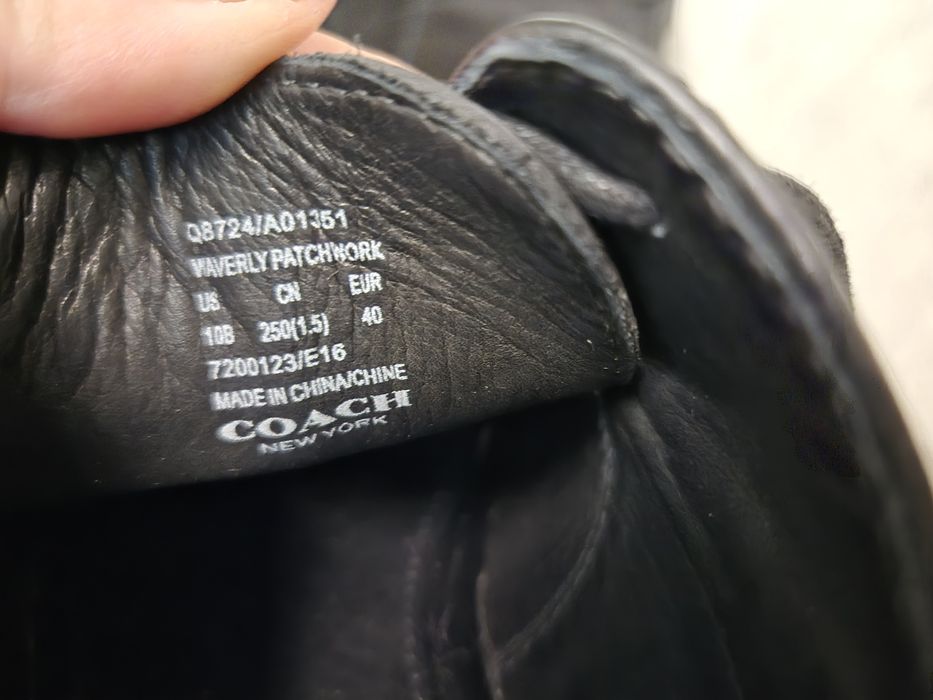 Q8724/A01351
WAVERLY PATCHWORK
US CN EUR
10B 250(1.5) 40
7200123/E16
MADE IN CHINA/CHINE
COACH
NEW YORK